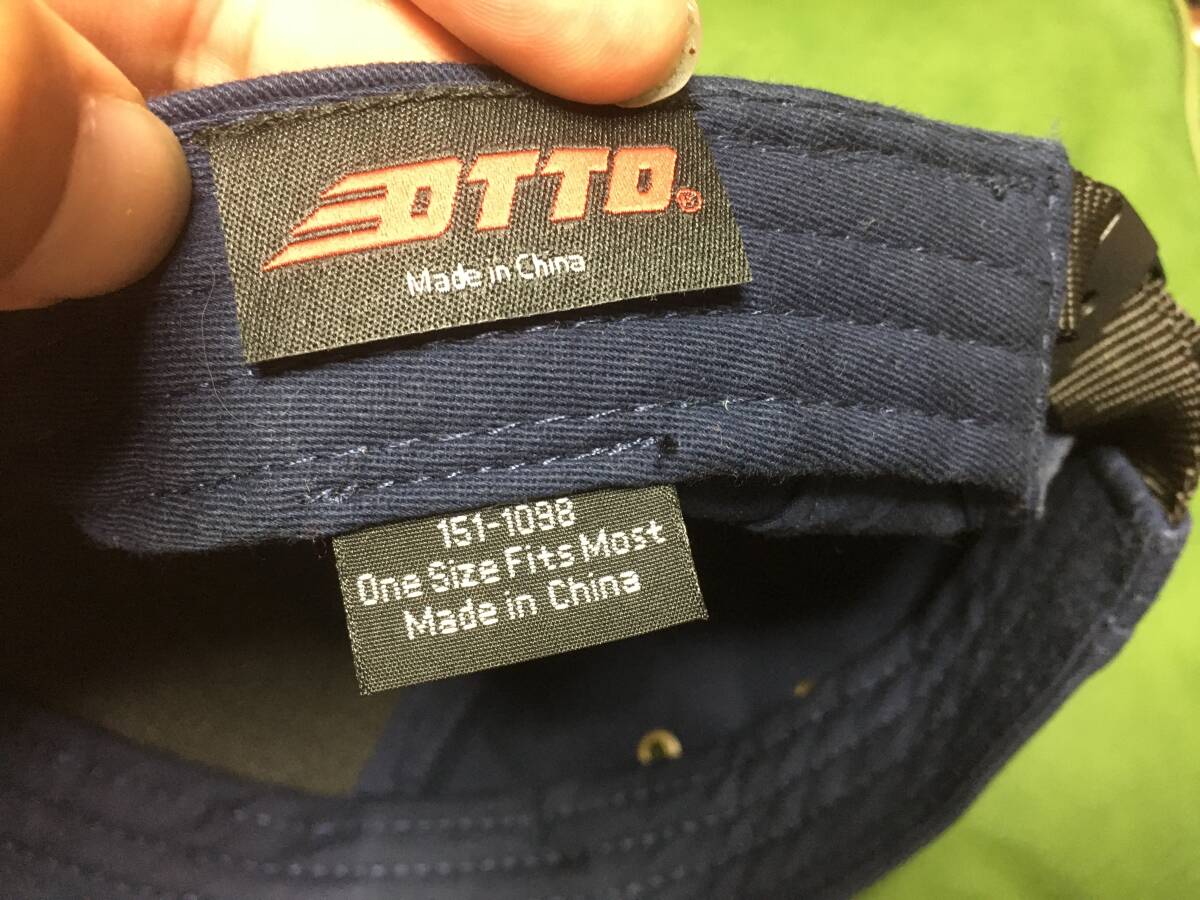 OTTO®
Made in China
151-1098
One Size Fits Most
Made in China